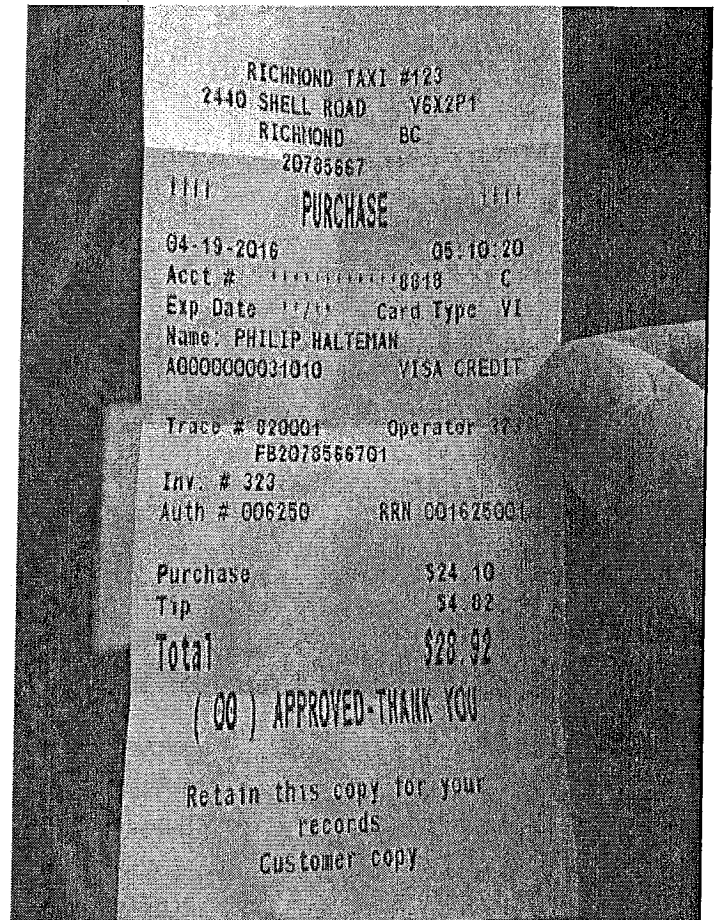 RICHMOND TAXI #123
2440 SHELL ROAD V6X2P1
RICHMOND BC
20785667
PURCHASE
04-19-2016 05:10:20
Acct # ************0818 C
Exp Date **/** Card Type VI
Name: PHILIP HALTEMAN
A0000000031010 VISA CREDIT
Trace # 820001 Operator 323
FB2078566701
Inv. # 323
Auth # 006250 RRN 001625001
Purchase $24.10
Tip $4.82
Total $28.92
( 00 ) APPROVED-THANK YOU
Retain this copy for your
records
Customer copy